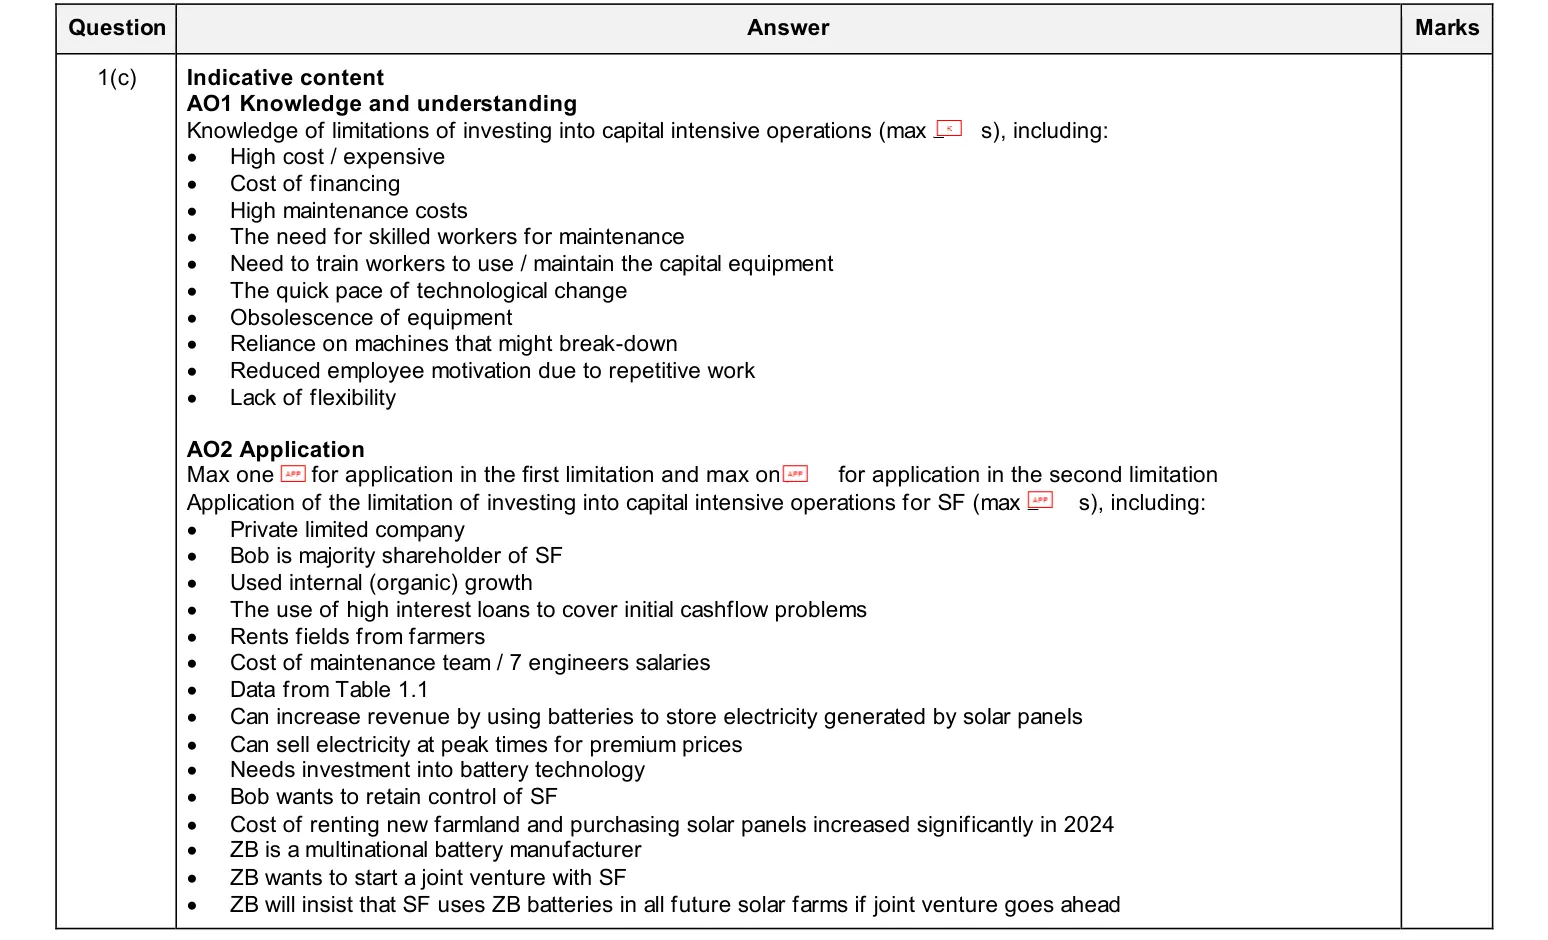 Question Answer Marks
1(c) Indicative content
AO1 Knowledge and understanding
Knowledge of limitations of investing into capital intensive operations (max K s), including:
• High cost / expensive
• Cost of financing
• High maintenance costs
• The need for skilled workers for maintenance
• Need to train workers to use / maintain the capital equipment
• The quick pace of technological change
• Obsolescence of equipment
• Reliance on machines that might break-down
• Reduced employee motivation due to repetitive work
• Lack of flexibility
AO2 Application
Max one APP for application in the first limitation and max on APP for application in the second limitation
Application of the limitation of investing into capital intensive operations for SF (max APP s), including:
• Private limited company
• Bob is majority shareholder of SF
• Used internal (organic) growth
• The use of high interest loans to cover initial cashflow problems
• Rents fields from farmers
• Cost of maintenance team / 7 engineers salaries
• Data from Table 1.1
• Can increase revenue by using batteries to store electricity generated by solar panels
• Can sell electricity at peak times for premium prices
• Needs investment into battery technology
• Bob wants to retain control of SF
• Cost of renting new farmland and purchasing solar panels increased significantly in 2024
• ZB is a multinational battery manufacturer
• ZB wants to start a joint venture with SF
• ZB will insist that SF uses ZB batteries in all future solar farms if joint venture goes ahead